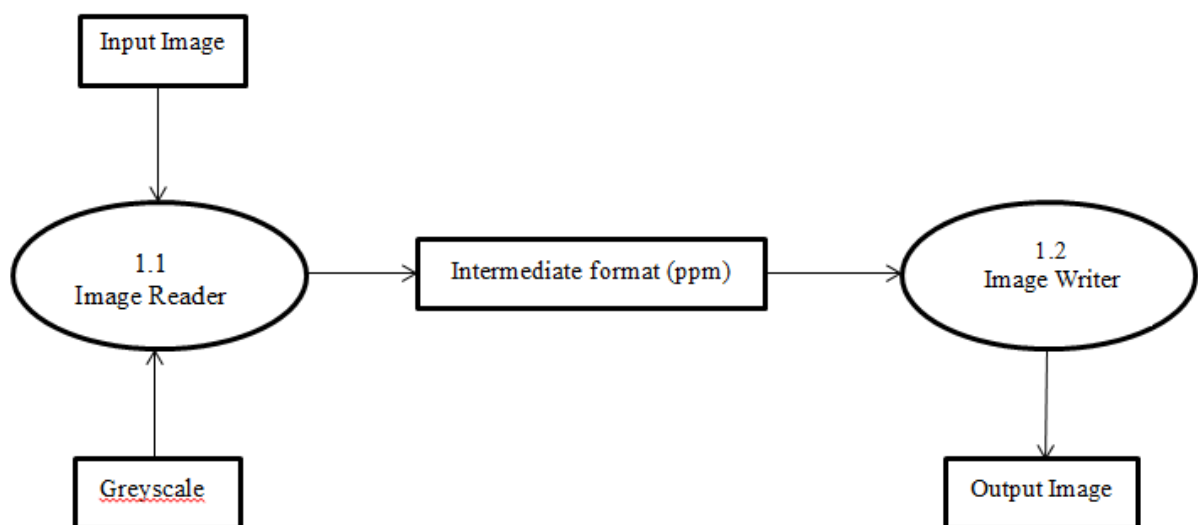 Input Image
1.1
Image Reader
Intermediate format (ppm)
1.2
Image Writer
Greyscale
Output Image